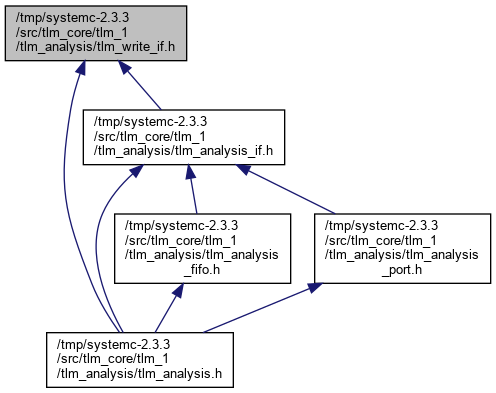 /tmp/systemc-2.3.3
/src/tlm_core/tlm_1
/tlm_analysis/tlm_write_if.h
/tmp/systemc-2.3.3
/src/tlm_core/tlm_1
/tlm_analysis/tlm_analysis_if.h
/tmp/systemc-2.3.3
/src/tlm_core/tlm_1
/tlm_analysis/tlm_analysis
_fifo.h
/tmp/systemc-2.3.3
/src/tlm_core/tlm_1
/tlm_analysis/tlm_analysis
_port.h
/tmp/systemc-2.3.3
/src/tlm_core/tlm_1
/tlm_analysis/tlm_analysis.h